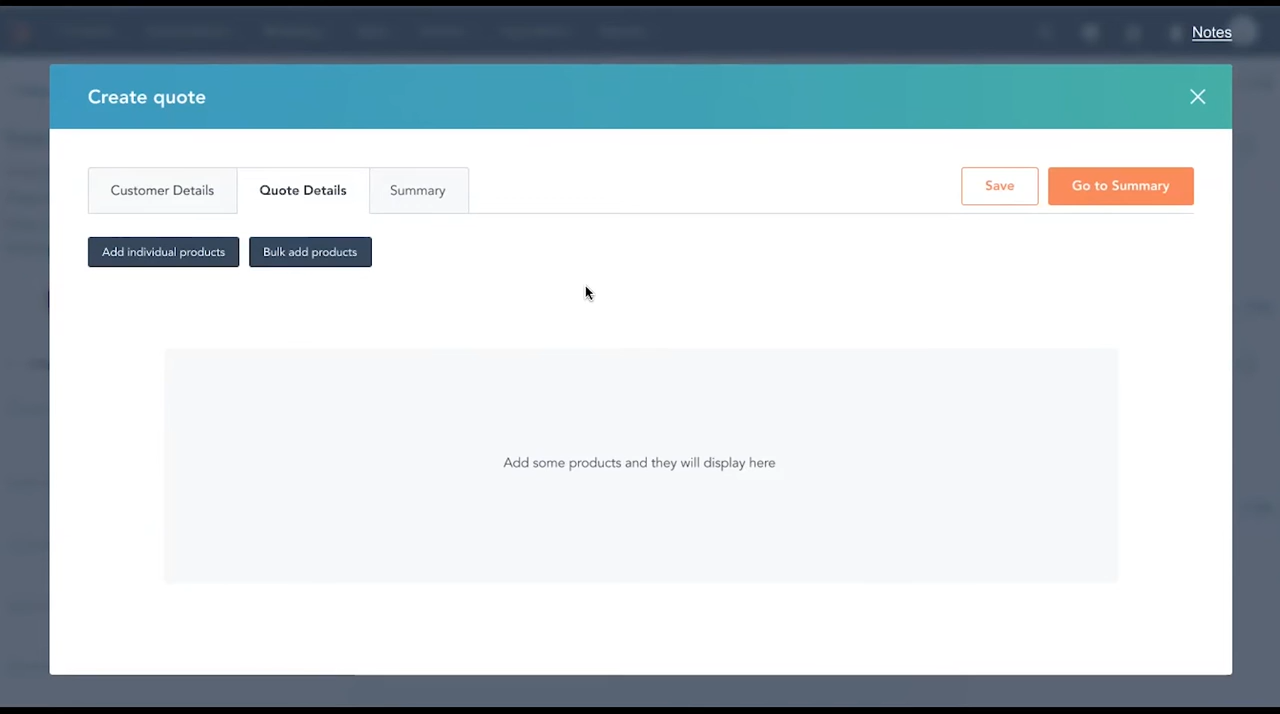 Notes
Create quote
Customer Details
Quote Details
Summary
Save
Go to Summary
Add individual products
Bulk add products
Add some products and they will display here